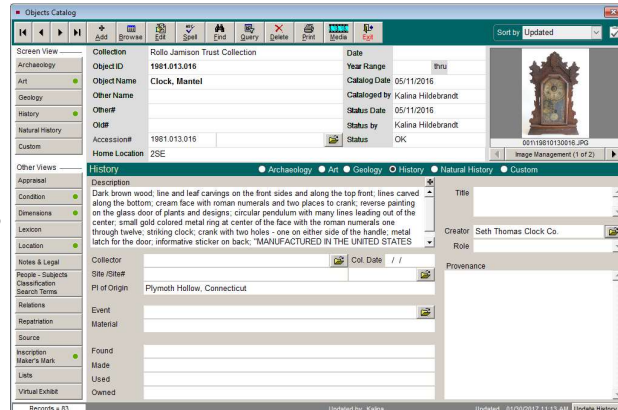 Objects Catalog
Add Browse Edit Spell Find Query Delete Print Media Exit
Sort by Updated
Screen View
Archaeology
Art
Geology
History
Natural History
Custom
Other Views
Appraisal
Condition
Dimensions
Lexicon
Location
Notes & Legal
People - Subjects
Classification
Search Terms
Relations
Repatriation
Source
Inscription
Maker's Mark
Lists
Virtual Exhibit
Records = 83
Collection Rollo Jamison Trust Collection
Object ID 1981.013.016
Object Name Clock, Mantel
Other Name
Other#
Old#
Accession# 1981.013.016
Home Location 2SE
Date
Year Range thru
Catalog Date 05/11/2016
Cataloged by Kalina Hildebrandt
Status Date 05/11/2016
Status by Kalina Hildebrandt
Status OK
001\19810130016.JPG
Image Management (1 of 2)
History Archaeology Art Geology History Natural History Custom
Description
Dark brown wood; line and leaf carvings on the front sides and along the top front; lines carved
along the bottom; cream face with roman numerals and two places to crank; reverse painting
on the glass door of plants and designs; circular pendulum with many lines leading out of the
center; small gold colored metal ring at center of the face with the roman numerals one
through twelve; striking clock; crank with two holes - one on either side of the handle; metal
latch for the door; informative sticker on back; "MANUFACTURED IN THE UNITED STATES
Title
Creator Seth Thomas Clock Co.
Role
Provenance
Collector Col. Date / /
Site /Site#
Pl of Origin Plymoth Hollow, Connecticut
Event
Material
Found
Made
Used
Owned
Updated by Kalina Updated 01/30/2017 11:13 AM Update History